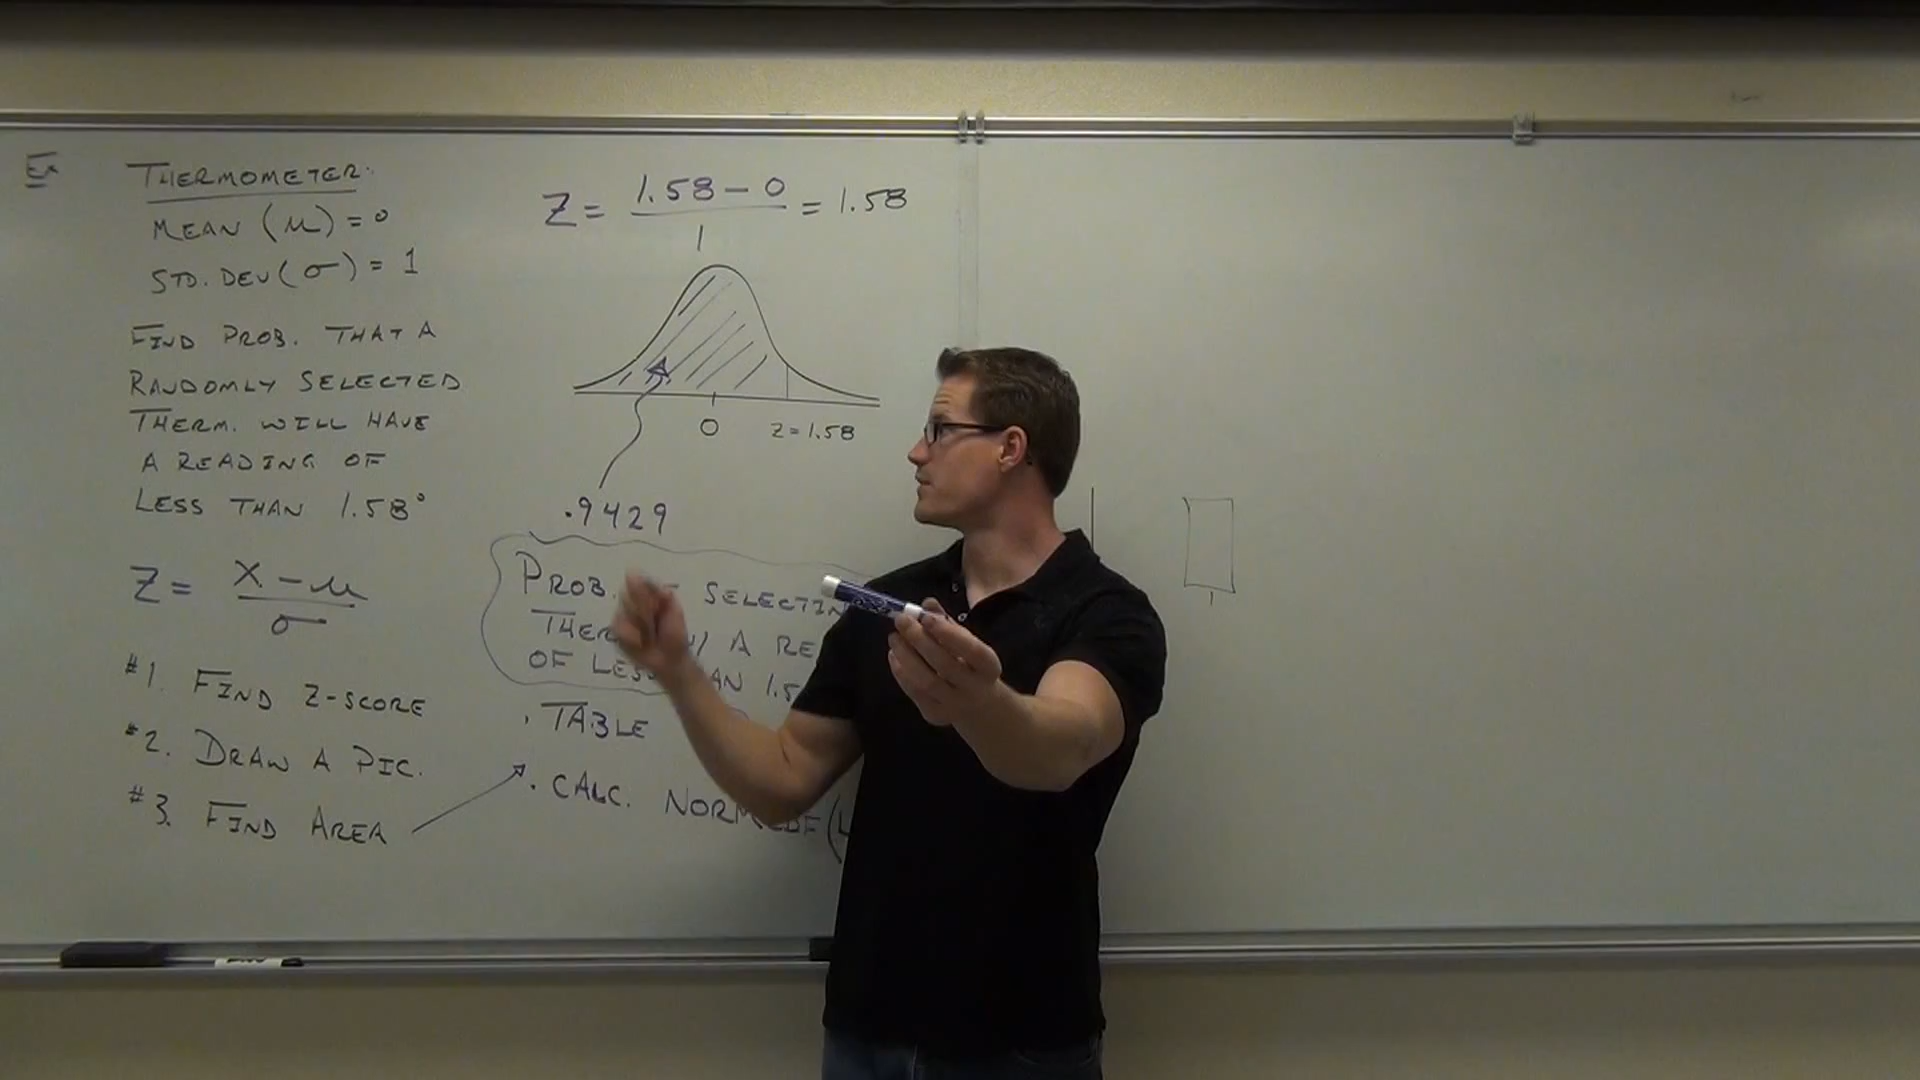 Ex
THERMOMETER:
MEAN (μ) = 0
STD. DEV (σ) = 1
FIND PROB. THAT A
RANDOMLY SELECTED
THERM. WILL HAVE
A READING OF
LESS THAN 1.58°
Z = X - μ
σ
#1. FIND Z-SCORE
#2. DRAW A PIC.
#3. FIND AREA
Z = 1.58 - 0 = 1.58
1
0 Z = 1.58
.9429
PROB. SELECTIN
THER W/ A RE
OF LESS AN 1.5
. TABLE
. CALC. NORMCDF(L